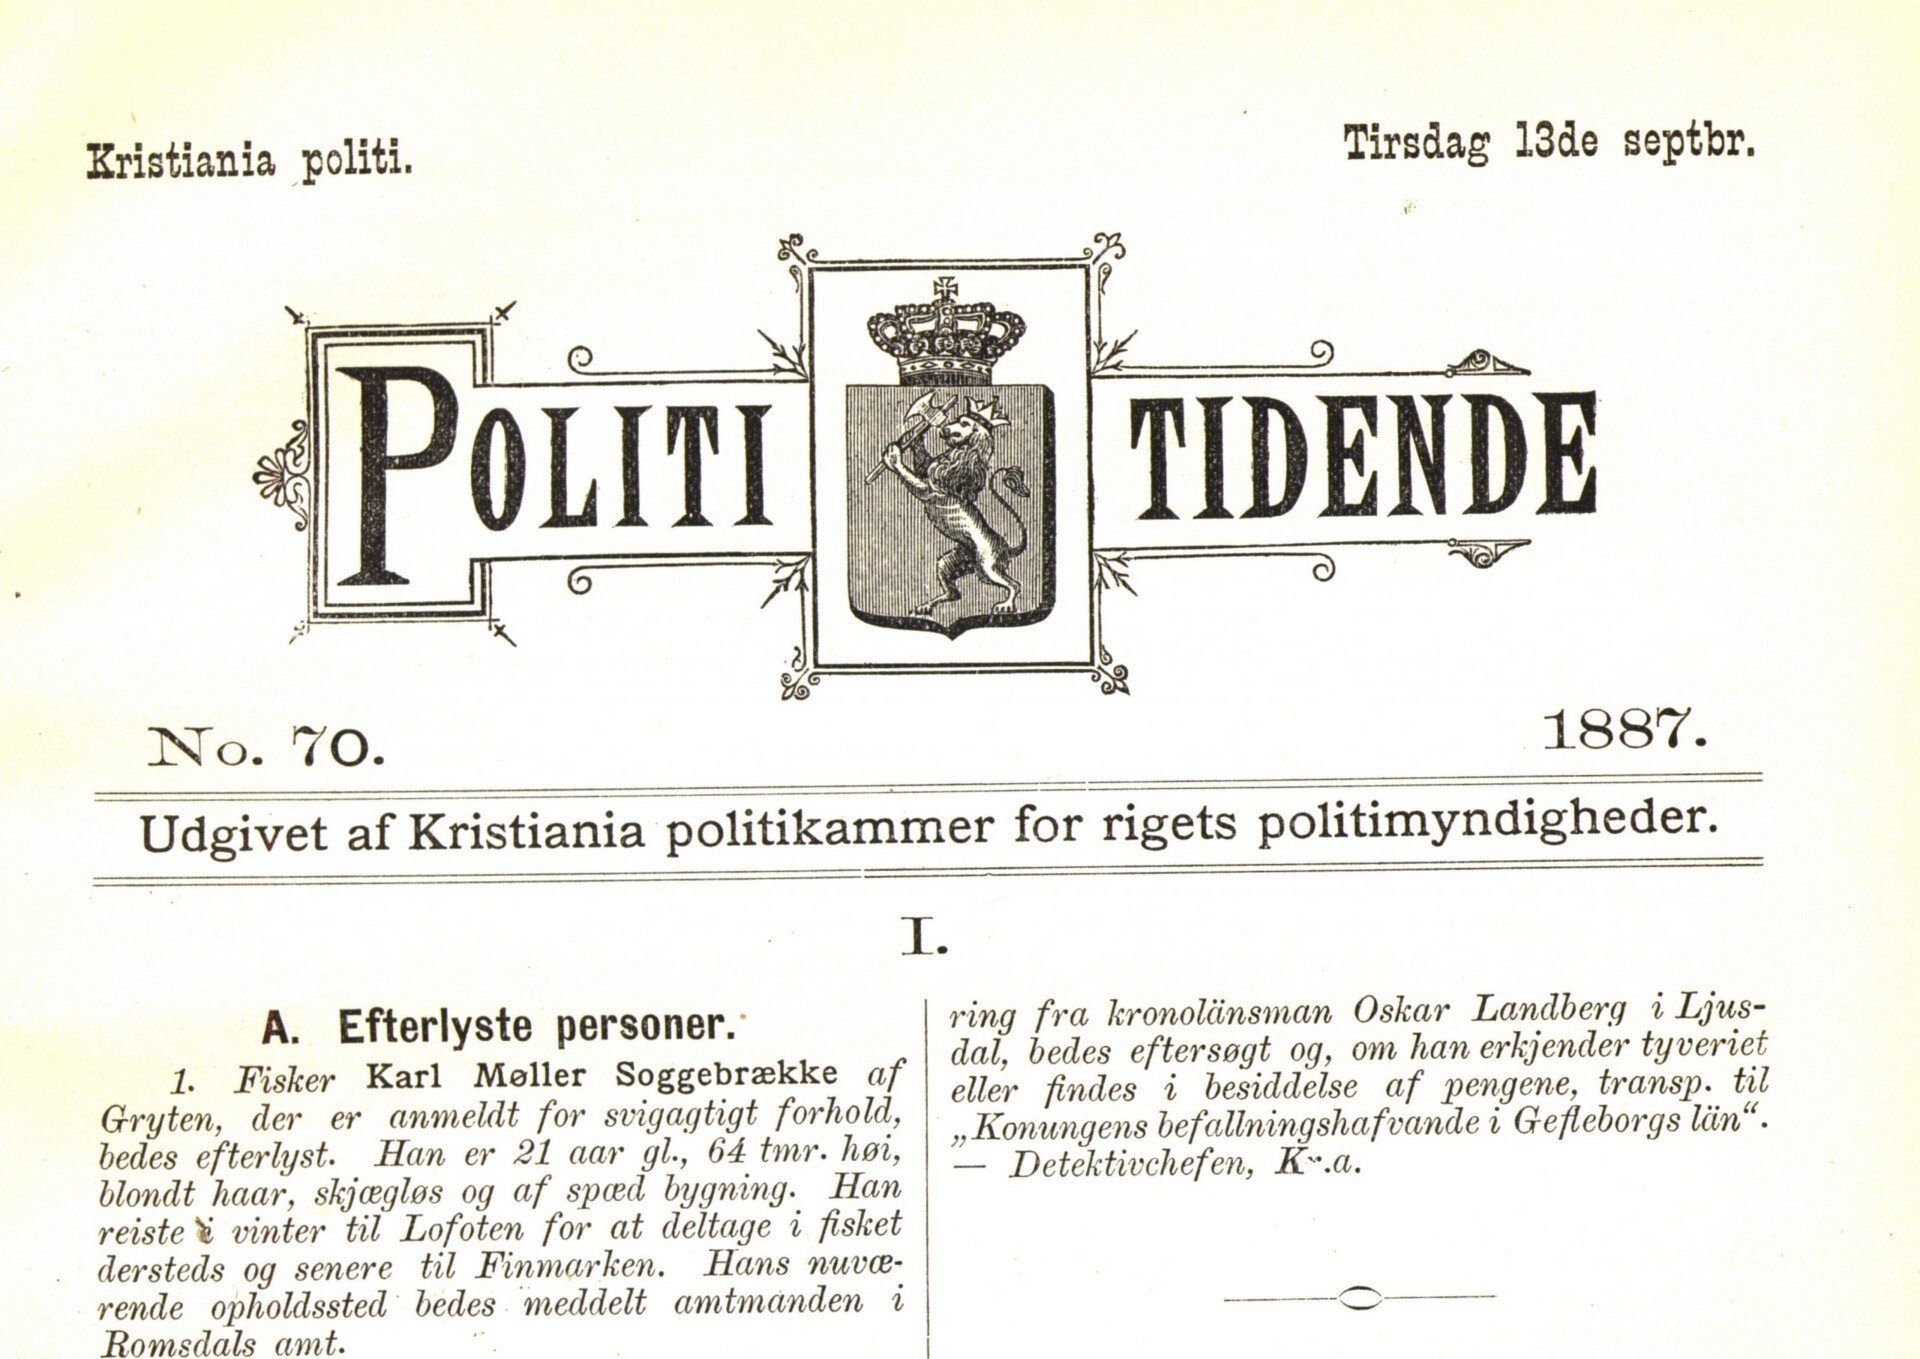 Kristiania politi.
Tirsdag 13de septbr.
POLITI TIDENDE
No. 70.
1887.
Udgivet af Kristiania politikammer for rigets politimyndigheder.
I.
A. Efterlyste personer.
1. Fisker Karl Møller Soggebrække af
Gryten, der er anmeldt for svigagtigt forhold,
bedes efterlyst. Han er 21 aar gl., 64 tmr. høi,
blondt haar, skjægløs og af spæd bygning. Han
reiste i vinter til Lofoten for at deltage i fisket
dersteds og senere til Finmarken. Hans nuvæ-
rende opholdssted bedes meddelt amtmanden i
Romsdals amt.
ring fra kronolänsman Oskar Landberg i Ljus-
dal, bedes eftersøgt og, om han erkjender tyveriet
eller findes i besiddelse af pengene, transp. til
„Konungens befallningshafvande i Gefleborgs län“.
— Detektivchefen, Kr.a.